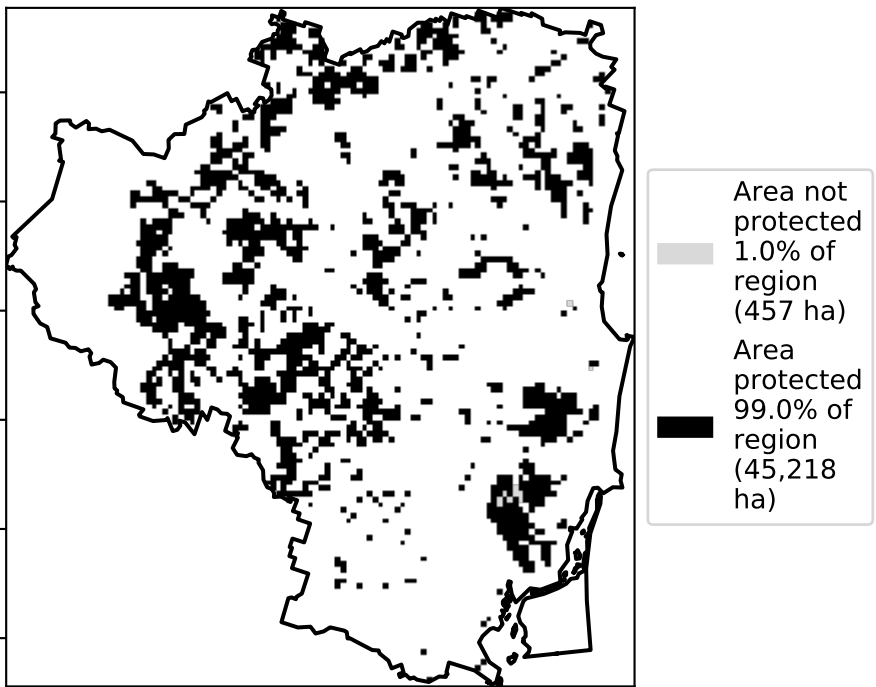 Area not
protected
1.0% of
region
(457 ha)
Area
protected
99.0% of
region
(45,218
ha)